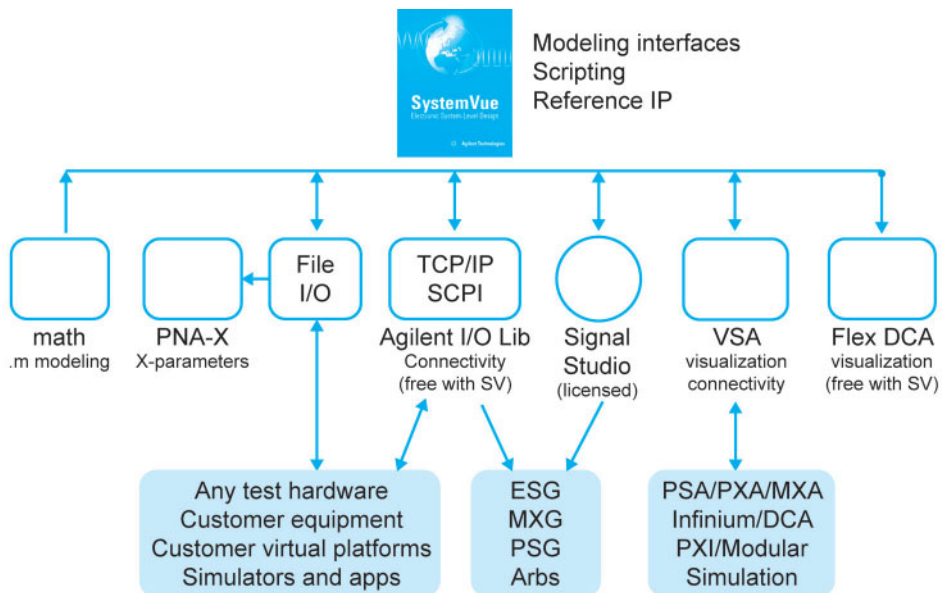 SystemVue
Electronic System-Level Design
Agilent Technologies
Modeling interfaces
Scripting
Reference IP
File
I/O
TCP/IP
SCPI
math
.m modeling
PNA-X
X-parameters
Agilent I/O Lib
Connectivity
(free with SV)
Signal
Studio
(licensed)
VSA
visualization
connectivity
Flex DCA
visualization
(free with SV)
Any test hardware
Customer equipment
Customer virtual platforms
Simulators and apps
ESG
MXG
PSG
Arbs
PSA/PXA/MXA
Infinium/DCA
PXI/Modular
Simulation